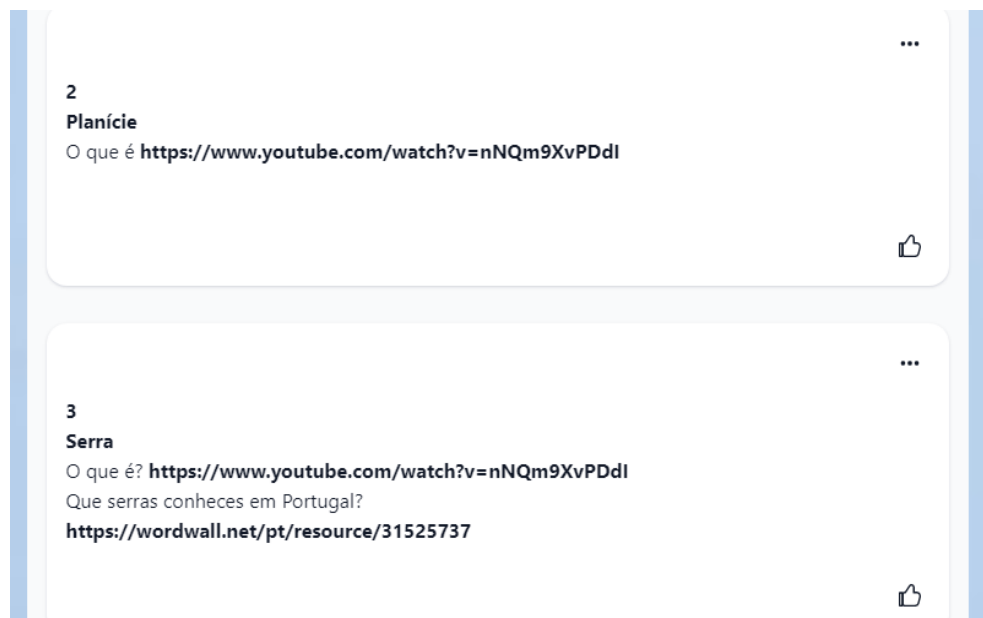 2
Planície
O que é https://www.youtube.com/watch?v=nNQm9XvPDdI
3
Serra
O que é? https://www.youtube.com/watch?v=nNQm9XvPDdI
Que serras conheces em Portugal?
https://wordwall.net/pt/resource/31525737